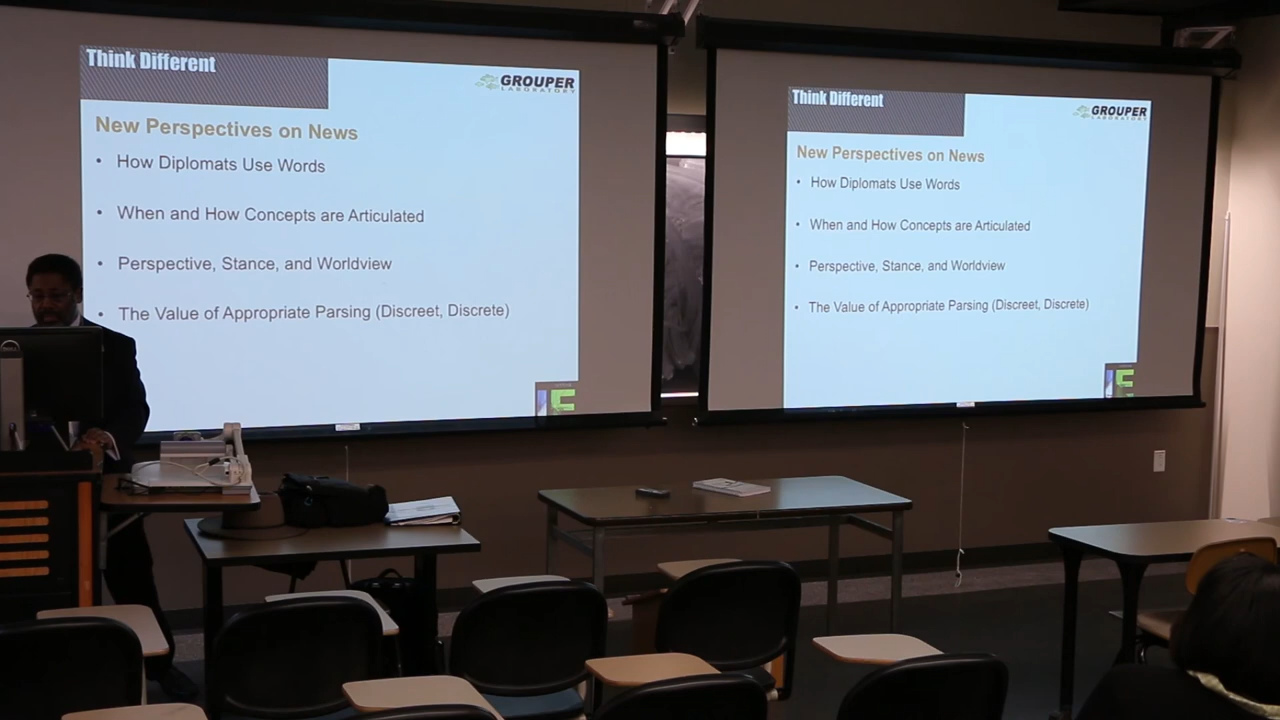 Think Different
GROUPER
LABORATORY
New Perspectives on News
• How Diplomats Use Words
• When and How Concepts are Articulated
• Perspective, Stance, and Worldview
• The Value of Appropriate Parsing (Discreet, Discrete)
Think Different
GROUPER
LABORATORY
New Perspectives on News
• How Diplomats Use Words
• When and How Concepts are Articulated
• Perspective, Stance, and Worldview
• The Value of Appropriate Parsing (Discreet, Discrete)